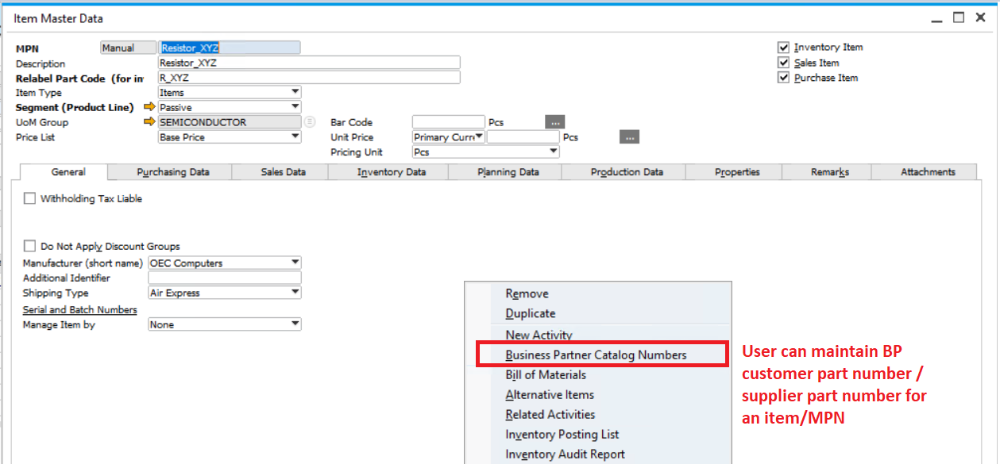 Item Master Data
MPN Manual Resistor_XYZ
Description Resistor_XYZ
Relabel Part Code (for in R_XYZ
Item Type Items
Segment (Product Line) Passive
UoM Group SEMICONDUCTOR
Price List Base Price
Inventory Item
Sales Item
Purchase Item
Bar Code Pcs ...
Unit Price Primary Curre Pcs ...
Pricing Unit Pcs
General Purchasing Data Sales Data Inventory Data Planning Data Production Data Properties Remarks Attachments
Withholding Tax Liable
Do Not Apply Discount Groups
Manufacturer (short name) OEC Computers
Additional Identifier
Shipping Type Air Express
Serial and Batch Numbers
Manage Item by None
Remove
Duplicate
New Activity
Business Partner Catalog Numbers
Bill of Materials
Alternative Items
Related Activities
Inventory Posting List
Inventory Audit Report
User can maintain BP
customer part number /
supplier part number for
an item/MPN